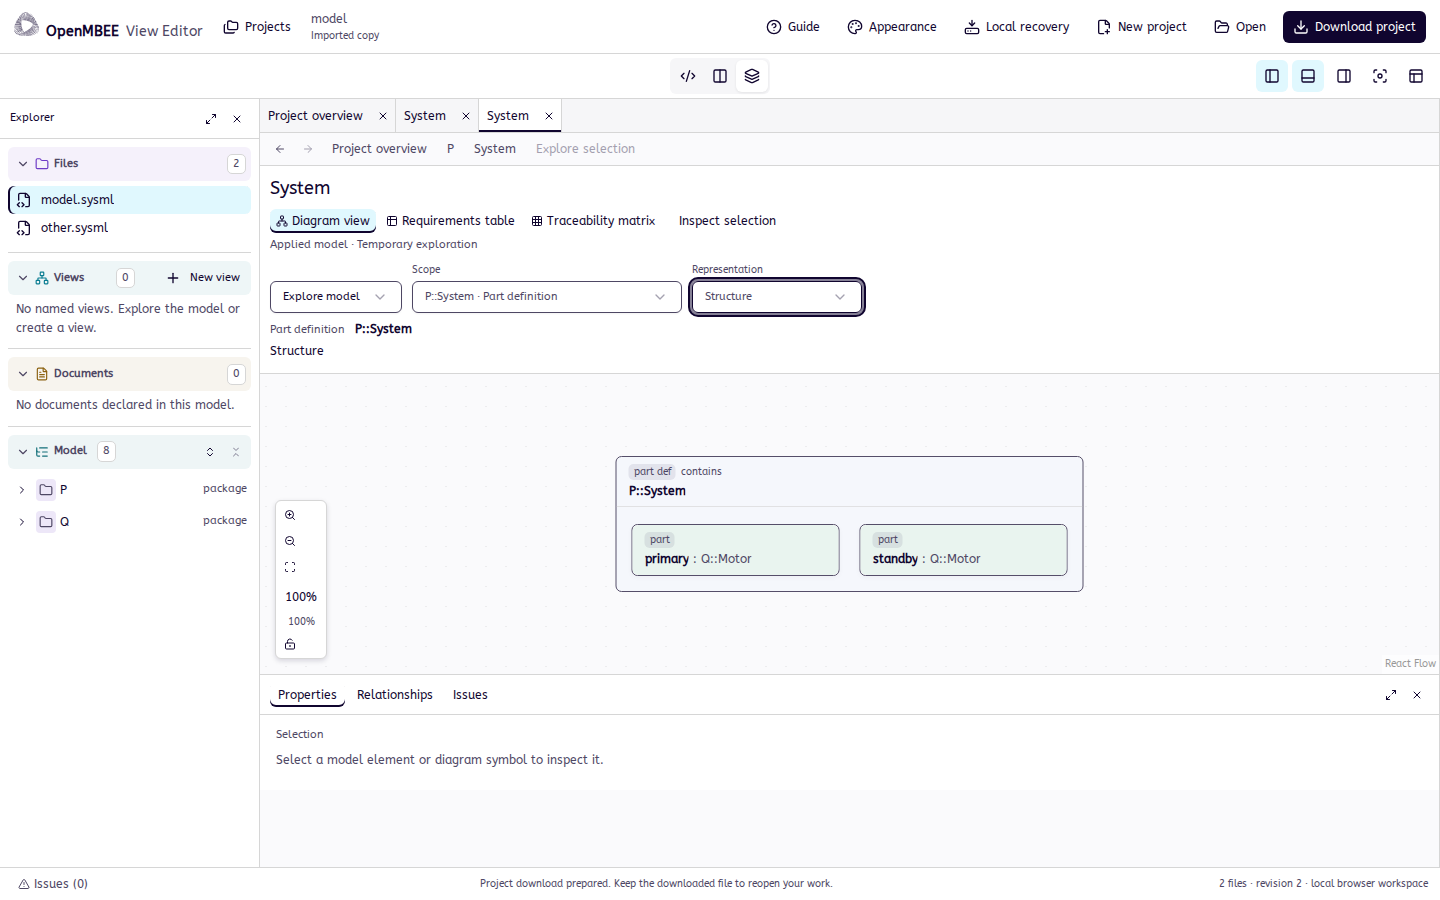 OpenMBEE View Editor
Projects
model
Imported copy
Guide
Appearance
Local recovery
New project
Open
Download project
Explorer
Files
2
model.sysml
other.sysml
Views
0
New view
No named views. Explore the model or
create a view.
Documents
0
No documents declared in this model.
Model
8
P
package
Q
package
Project overview
System
System
Project overview
P
System
Explore selection
System
Diagram view
Requirements table
Traceability matrix
Inspect selection
Applied model · Temporary exploration
Scope
Representation
Explore model
P::System · Part definition
Structure
Part definition P::System
Structure
part def contains
P::System
part
primary : Q::Motor
part
standby : Q::Motor
100%
100%
React Flow
Properties
Relationships
Issues
Selection
Select a model element or diagram symbol to inspect it.
Issues (0)
Project download prepared. Keep the downloaded file to reopen your work.
2 files · revision 2 · local browser workspace